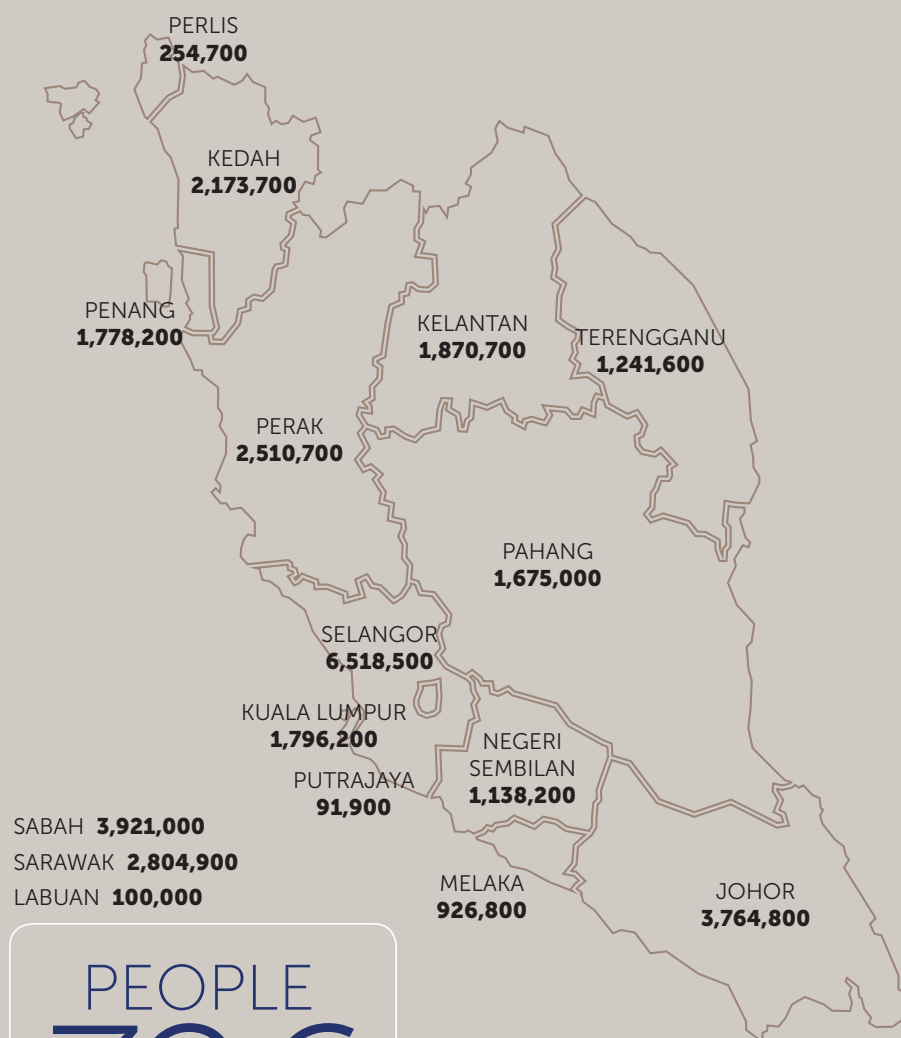 PERLIS
254,700
KEDAH
2,173,700
PENANG
1,778,200
KELANTAN
1,870,700
TERENGGANU
1,241,600
PERAK
2,510,700
PAHANG
1,675,000
SELANGOR
6,518,500
KUALA LUMPUR
1,796,200
NEGERI
SEMBILAN
1,138,200
PUTRAJAYA
91,900
SABAH 3,921,000
SARAWAK 2,804,900
LABUAN 100,000
MELAKA
926,800
JOHOR
3,764,800
PEOPLE